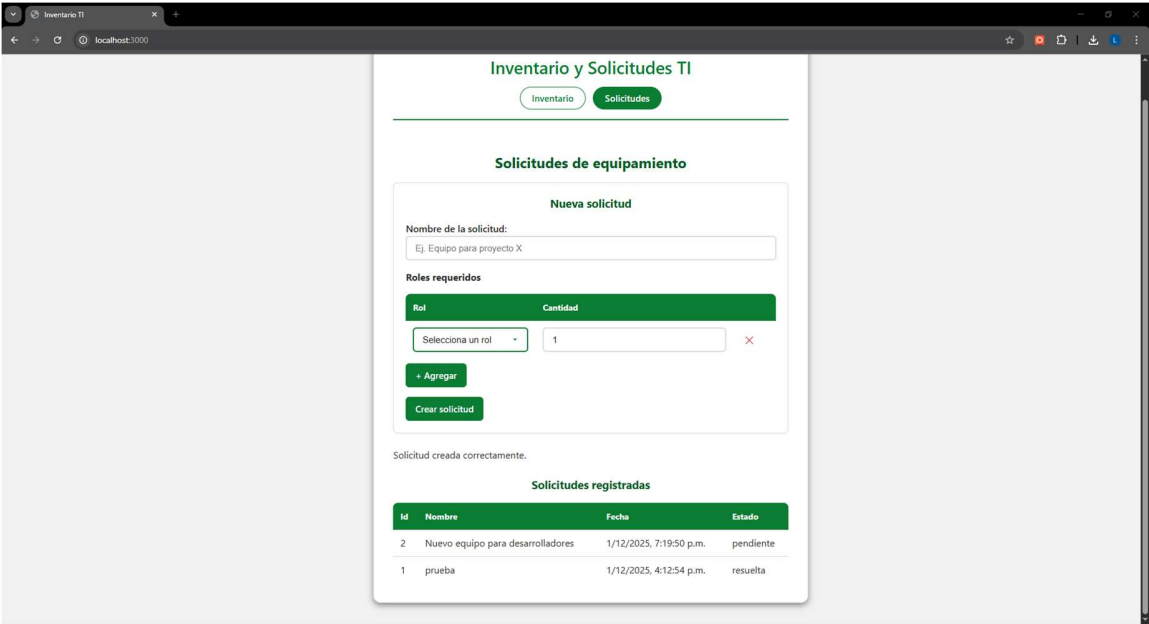 Inventario TI
localhost:3000
L
Inventario y Solicitudes TI
Inventario Solicitudes
Solicitudes de equipamiento
Nueva solicitud
Nombre de la solicitud:
Ej. Equipo para proyecto X
Roles requeridos
Rol Cantidad
Selecciona un rol 1
+ Agregar
Crear solicitud
Solicitud creada correctamente.
Solicitudes registradas
Id Nombre Fecha Estado
2 Nuevo equipo para desarrolladores 1/12/2025, 7:19:50 p.m. pendiente
1 prueba 1/12/2025, 4:12:54 p.m. resuelta